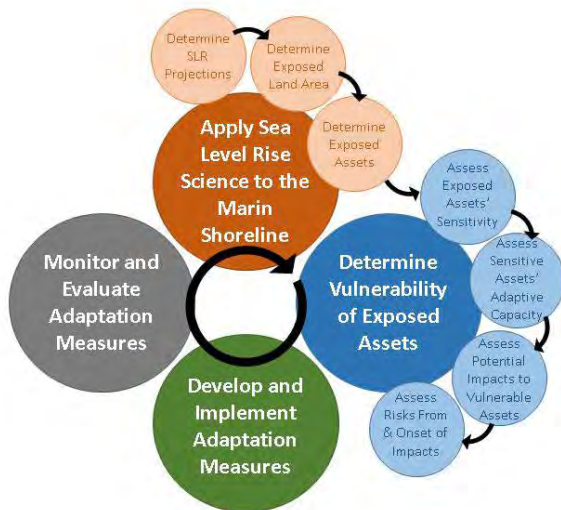 Determine
SLR
Projections
Determine
Exposed
Land Area
Determine
Exposed
Assets
Apply Sea
Level Rise
Science to the
Marin
Shoreline
Assess
Exposed
Assets'
Sensitivity
Assess
Sensitive
Assets'
Adaptive
Capacity
Assess
Potential
Impacts to
Vulnerable
Assets
Assess
Risks From
& Onset of
Impacts
Determine
Vulnerability
of Exposed
Assets
Develop and
Implement
Adaptation
Measures
Monitor and
Evaluate
Adaptation
Measures